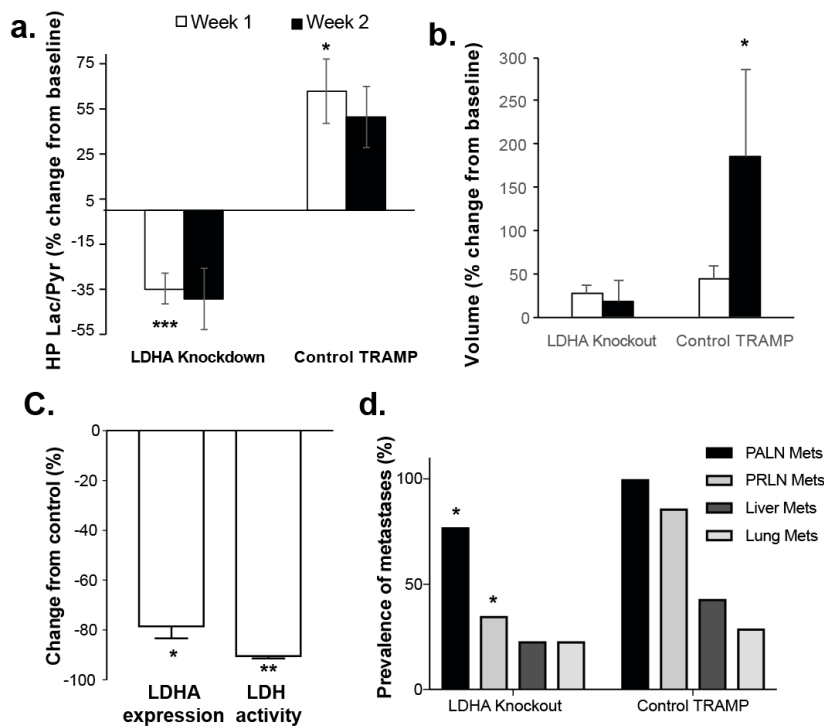 a.
Week 1 Week 2
HP Lac/Pyr (% change from baseline)
75
55
25
5
-15
-35
-55
*
***
LDHA Knockdown Control TRAMP
b.
Volume (% change from baseline)
300
250
200
150
100
50
0
*
LDHA Knockout Control TRAMP
C.
Change from control (%)
0
-20
-40
-60
-80
-100
*
**
LDHA LDH
expression activity
d.
Prevalence of metastases (%)
100
50
0
*
*
PALN Mets
PRLN Mets
Liver Mets
Lung Mets
LDHA Knockout Control TRAMP